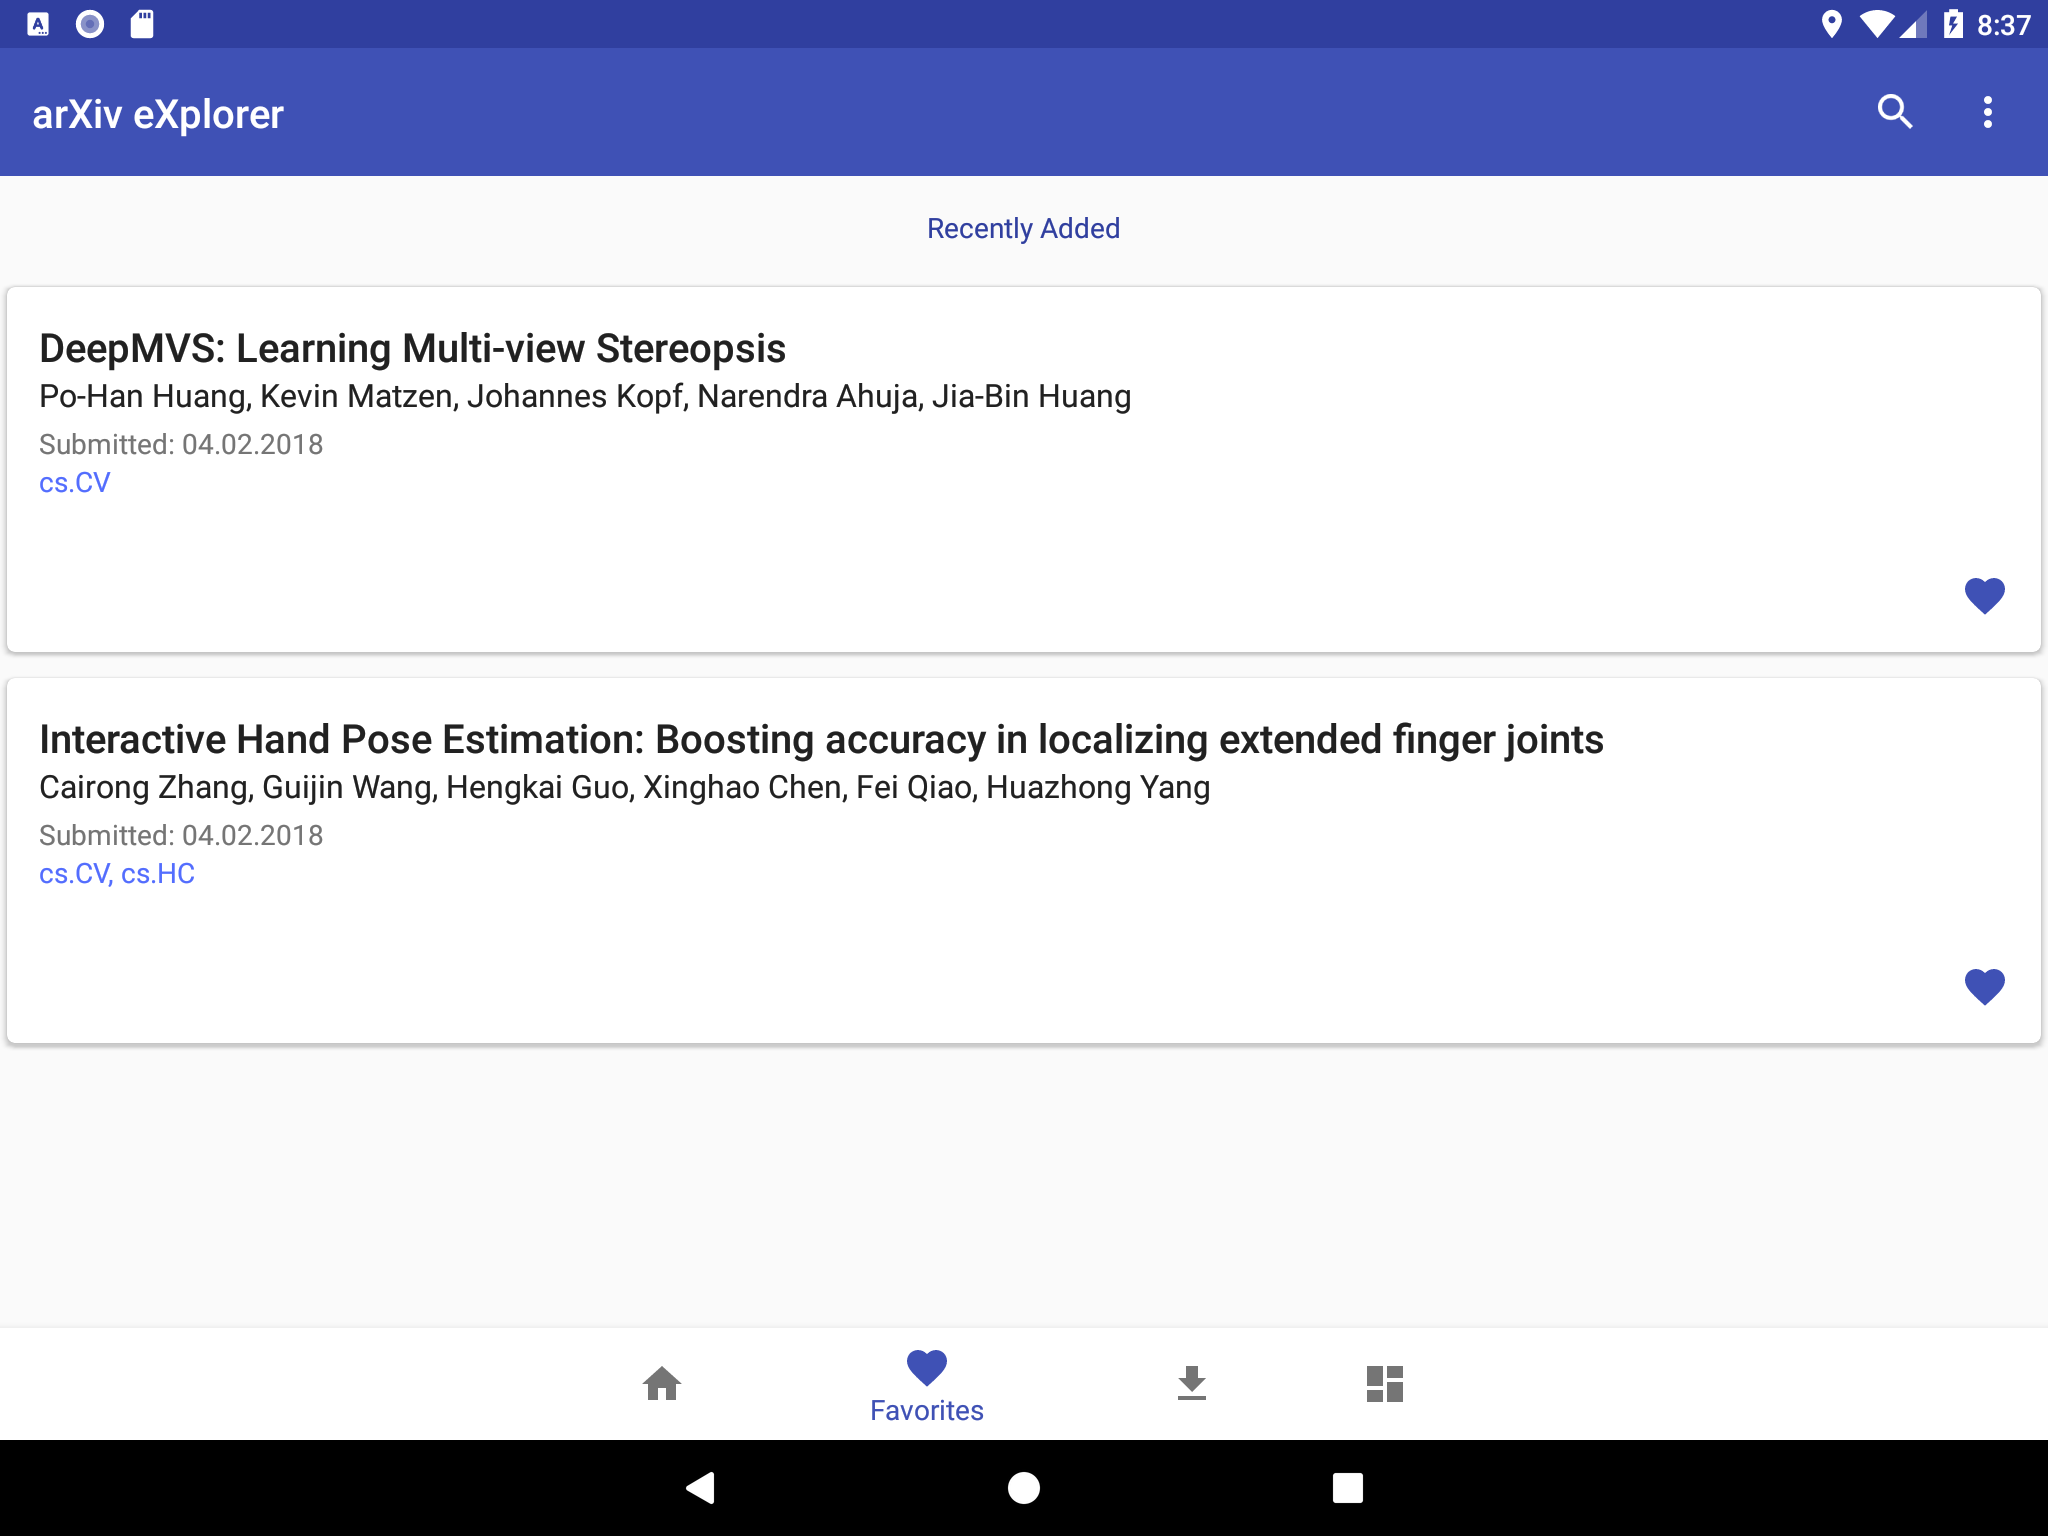 8:37
arXiv eXplorer
Recently Added
DeepMVS: Learning Multi-view Stereopsis
Po-Han Huang, Kevin Matzen, Johannes Kopf, Narendra Ahuja, Jia-Bin Huang
Submitted: 04.02.2018
cs.CV
Interactive Hand Pose Estimation: Boosting accuracy in localizing extended finger joints
Cairong Zhang, Guijin Wang, Hengkai Guo, Xinghao Chen, Fei Qiao, Huazhong Yang
Submitted: 04.02.2018
cs.CV, cs.HC
Favorites